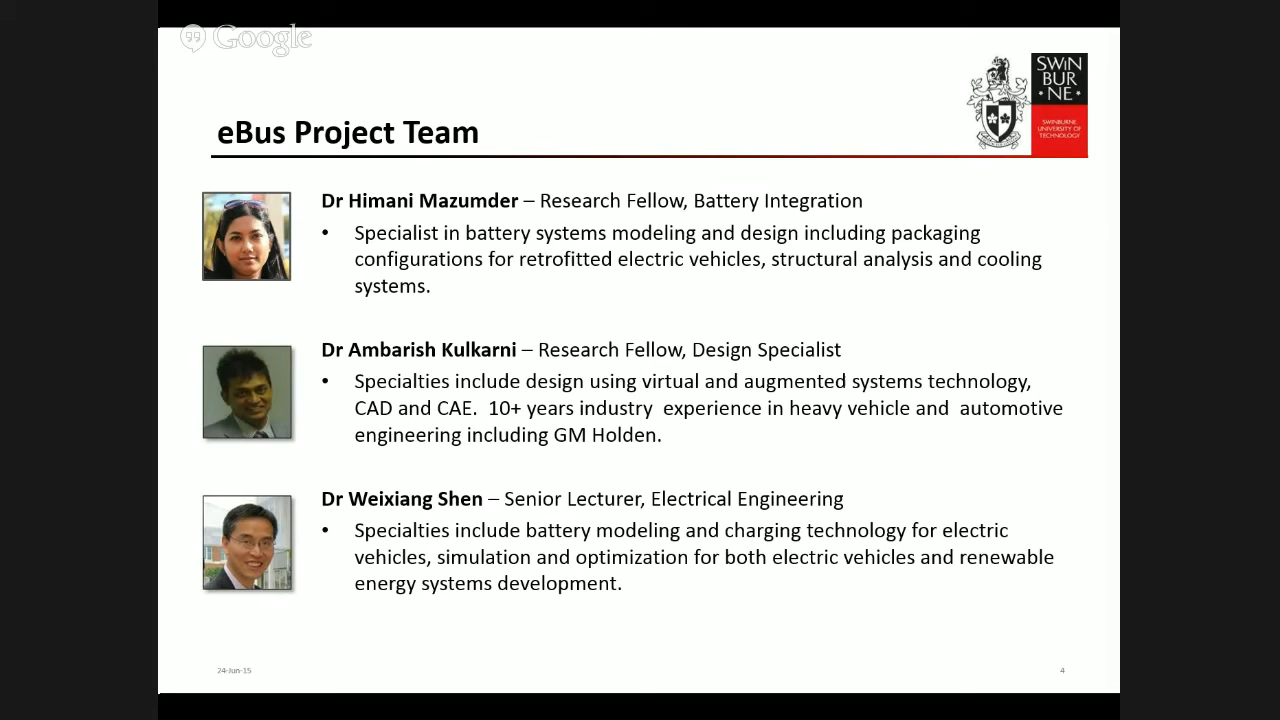 Google
SWIN
BUR
NE
SWINBURNE
UNIVERSITY OF
TECHNOLOGY
eBus Project Team
Dr Himani Mazumder – Research Fellow, Battery Integration
• Specialist in battery systems modeling and design including packaging
configurations for retrofitted electric vehicles, structural analysis and cooling
systems.
Dr Ambarish Kulkarni – Research Fellow, Design Specialist
• Specialties include design using virtual and augmented systems technology,
CAD and CAE.  10+ years industry  experience in heavy vehicle and  automotive
engineering including GM Holden.
Dr Weixiang Shen – Senior Lecturer, Electrical Engineering
• Specialties include battery modeling and charging technology for electric
vehicles, simulation and optimization for both electric vehicles and renewable
energy systems development.
24-Jun-15
4